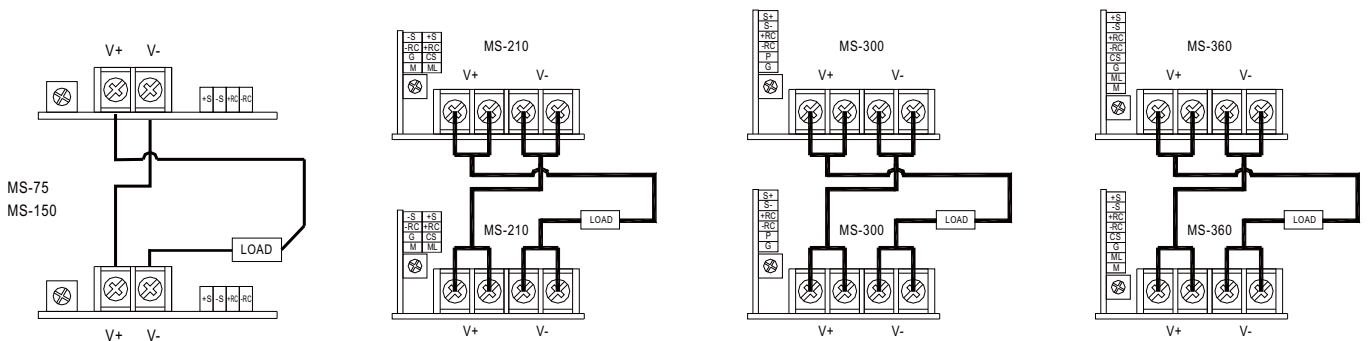 V+ V-
+S -S +RC -RC
MS-75
MS-150
LOAD
+S -S +RC -RC
V+ V-
-S +S
-RC +RC
G CS
M ML
MS-210
V+ V-
LOAD
-S +S
-RC +RC
G CS
M ML
MS-210
V+ V-
S+
S-
+RC
-RC
P
G
MS-300
V+ V-
LOAD
S+
S-
+RC
-RC
P
G
MS-300
V+ V-
+S
-S
+RC
-RC
CS
G
ML
M
MS-360
V+ V-
LOAD
+S
-S
+RC
-RC
CS
G
ML
M
MS-360
V+ V-